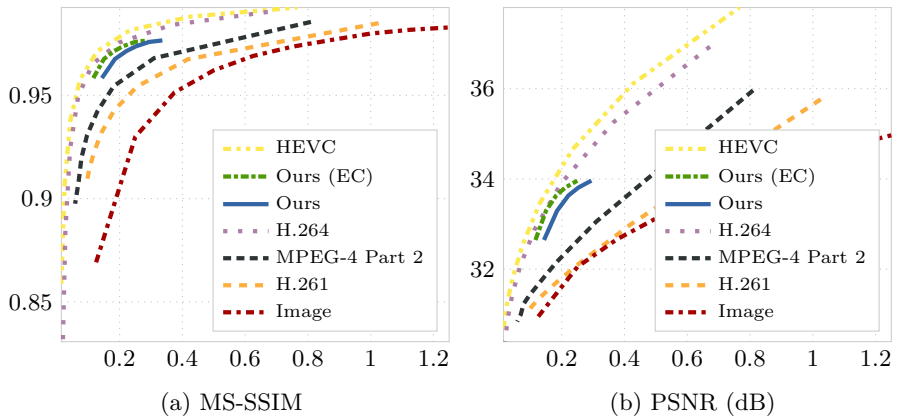 0.95
0.9
0.85
0.2 0.4 0.6 0.8 1 1.2
HEVC
Ours (EC)
Ours
H.264
MPEG-4 Part 2
H.261
Image
(a) MS-SSIM
36
34
32
0.2 0.4 0.6 0.8 1 1.2
HEVC
Ours (EC)
Ours
H.264
MPEG-4 Part 2
H.261
Image
(b) PSNR (dB)